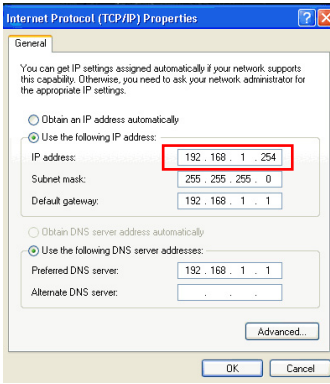 Internet Protocol (TCP/IP) Properties
General
You can get IP settings assigned automatically if your network supports
this capability. Otherwise, you need to ask your network administrator for
the appropriate IP settings.
Obtain an IP address automatically
Use the following IP address:
IP address: 192 . 168 . 1 . 254
Subnet mask: 255 . 255 . 255 . 0
Default gateway: 192 . 168 . 1 . 1
Obtain DNS server address automatically
Use the following DNS server addresses:
Preferred DNS server: 192 . 168 . 1 . 1
Alternate DNS server: . . .
Advanced...
OK Cancel